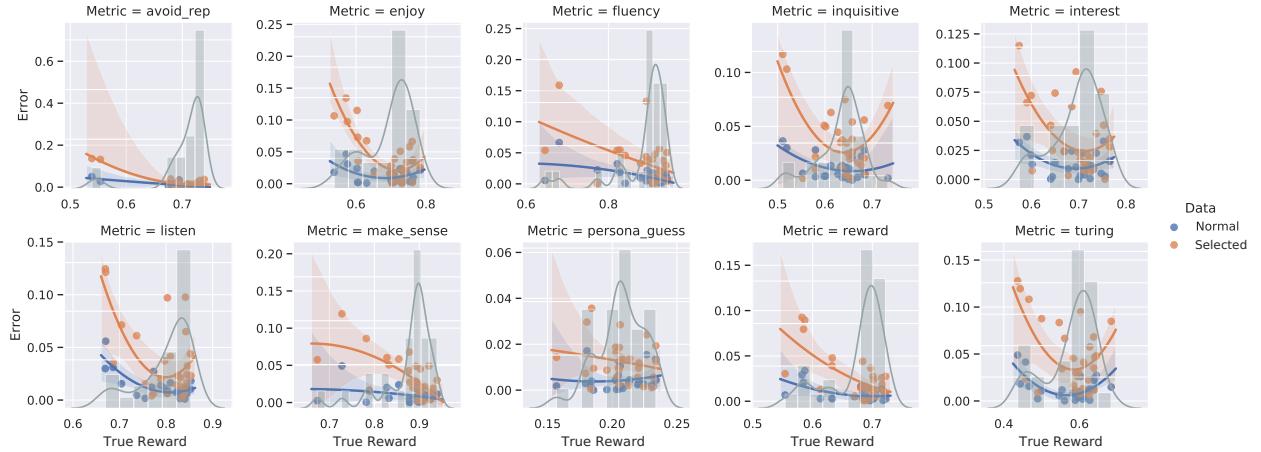 Metric = avoid_rep Metric = enjoy Metric = fluency Metric = inquisitive Metric = interest
Error
0.6
0.4
0.2
0.0
0.5 0.6 0.7
0.25
0.20
0.15
0.10
0.05
0.00
0.6 0.8
0.25
0.20
0.15
0.10
0.05
0.00
0.6 0.8
0.10
0.05
0.00
0.5 0.6 0.7
0.125
0.100
0.075
0.050
0.025
0.000
0.5 0.6 0.7 0.8
Data
Normal
Selected
Metric = listen Metric = make_sense Metric = persona_guess Metric = reward Metric = turing
Error
0.15
0.10
0.05
0.00
0.6 0.7 0.8 0.9
True Reward
0.20
0.15
0.10
0.05
0.00
0.7 0.8 0.9
True Reward
0.06
0.04
0.02
0.00
0.15 0.20 0.25
True Reward
0.15
0.10
0.05
0.00
0.5 0.6 0.7
True Reward
0.15
0.10
0.05
0.00
0.4 0.6
True Reward